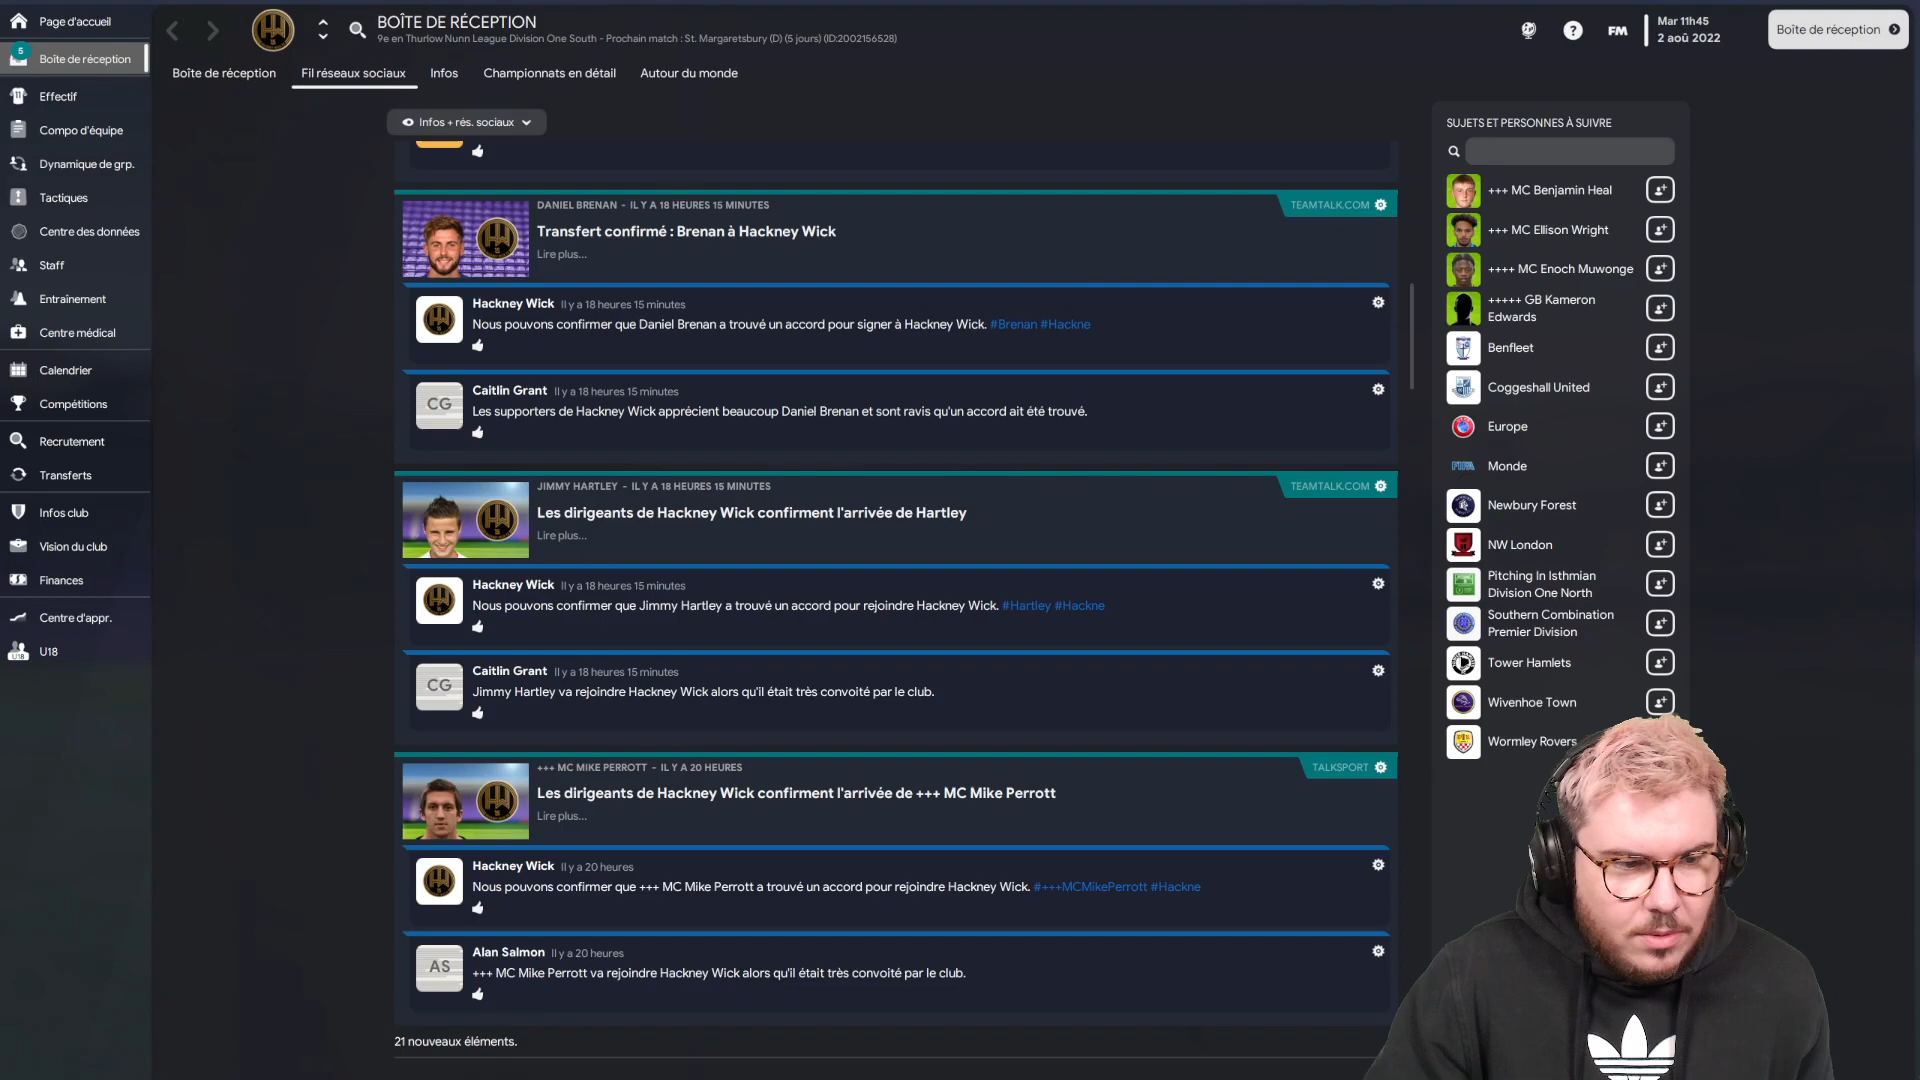 Page d'accueil
5
Boîte de réception
Effectif
Compo d'équipe
Dynamique de grp.
Tactiques
Centre des données
Staff
Entraînement
Centre médical
Calendrier
Compétitions
Recrutement
Transferts
Infos club
Vision du club
Finances
Centre d'appr.
U18
U18
BOÎTE DE RÉCEPTION
9e en Thurlow Nunn League Division One South - Prochain match : St. Margaretsbury (D) (5 jours) (ID:2002156528)
FM
Mar 11h45
2 aoû 2022
Boîte de réception
Boîte de réception
Fil réseaux sociaux
Infos
Championnats en détail
Autour du monde
Infos + rés. sociaux
DANIEL BRENAN - IL Y A 18 HEURES 15 MINUTES
TEAMTALK.COM
Transfert confirmé : Brenan à Hackney Wick
Lire plus...
Hackney Wick Il y a 18 heures 15 minutes
Nous pouvons confirmer que Daniel Brenan a trouvé un accord pour signer à Hackney Wick. #Brenan #Hackne
CG
Caitlin Grant Il y a 18 heures 15 minutes
Les supporters de Hackney Wick apprécient beaucoup Daniel Brenan et sont ravis qu'un accord ait été trouvé.
JIMMY HARTLEY - IL Y A 18 HEURES 15 MINUTES
TEAMTALK.COM
Les dirigeants de Hackney Wick confirment l'arrivée de Hartley
Lire plus...
Hackney Wick Il y a 18 heures 15 minutes
Nous pouvons confirmer que Jimmy Hartley a trouvé un accord pour rejoindre Hackney Wick. #Hartley #Hackne
CG
Caitlin Grant Il y a 18 heures 15 minutes
Jimmy Hartley va rejoindre Hackney Wick alors qu'il était très convoité par le club.
+++ MC MIKE PERROTT - IL Y A 20 HEURES
TALKSPORT
Les dirigeants de Hackney Wick confirment l'arrivée de +++ MC Mike Perrott
Lire plus...
Hackney Wick Il y a 20 heures
Nous pouvons confirmer que +++ MC Mike Perrott a trouvé un accord pour rejoindre Hackney Wick. #+++MCMikePerrott #Hackne
AS
Alan Salmon Il y a 20 heures
+++ MC Mike Perrott va rejoindre Hackney Wick alors qu'il était très convoité par le club.
21 nouveaux éléments.
SUJETS ET PERSONNES À SUIVRE
+++ MC Benjamin Heal
+++ MC Ellison Wright
++++ MC Enoch Muwonge
+++++ GB Kameron
Edwards
Benfleet
Coggeshall United
Europe
FIFA
Monde
Newbury Forest
NW London
Pitching In Isthmian
Division One North
Southern Combination
Premier Division
Tower Hamlets
Wivenhoe Town
Wormley Rovers